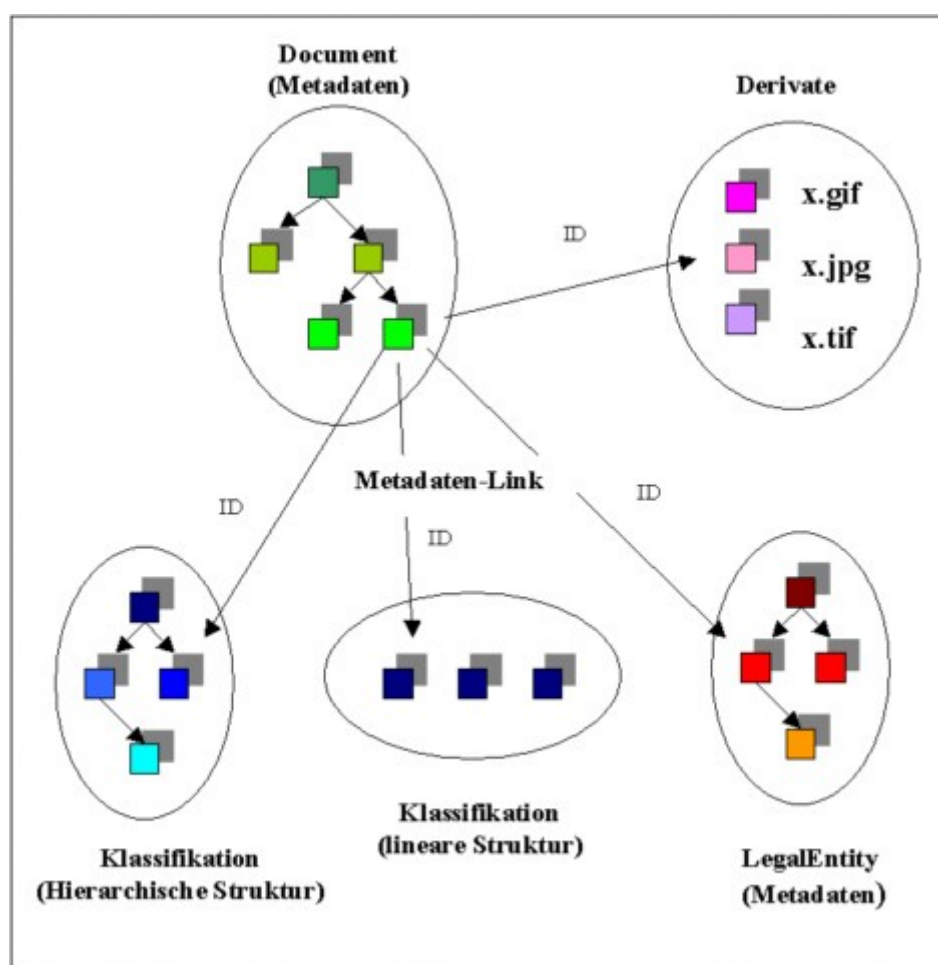 Document
(Metadaten)
Derivate
x.gif
ID
x.jpg
x.tif
Metadaten-Link
ID
ID
ID
Klassifikation
(lineare Struktur)
Klassifikation
(Hierarchische Struktur)
LegalEntity
(Metadaten)